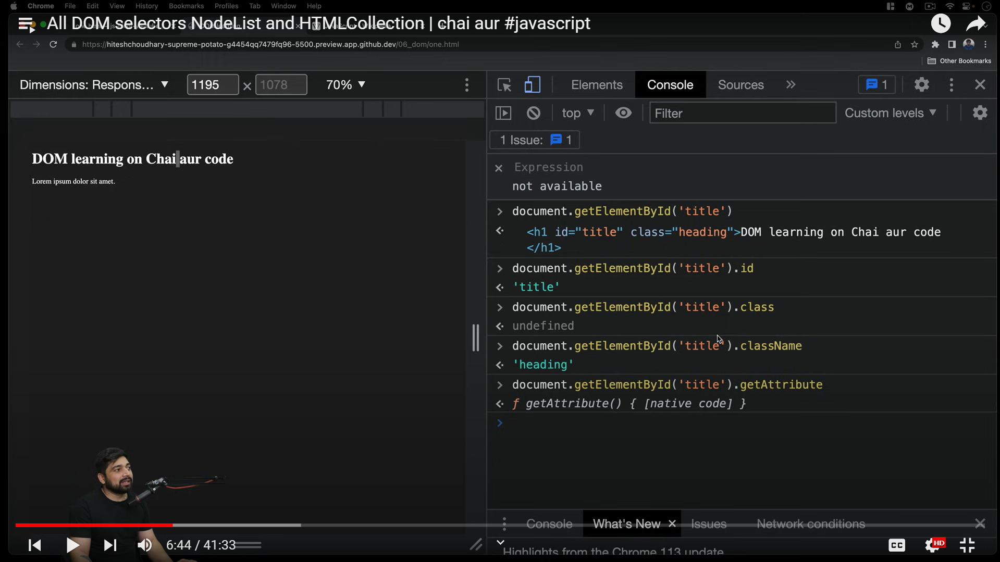 Chrome File Edit View History Bookmarks Profiles Tab Window Help
All DOM selectors NodeList and HTMLCollection | chai aur #javascript
https://hiteshchoudhary-supreme-potato-g4454qq7479fq96-5500.preview.app.github.dev/06_dom/one.html
Other Bookmarks
Dimensions: Respons... 1195 × 1078 70%
Elements Console Sources » 1
top Filter Custom levels
1 Issue: 1
DOM learning on Chai aur code
Lorem ipsum dolor sit amet.
Expression
not available
document.getElementById('title')
<h1 id="title" class="heading">DOM learning on Chai aur code
</h1>
document.getElementById('title').id
'title'
document.getElementById('title').class
undefined
document.getElementById('title').className
'heading'
document.getElementById('title').getAttribute
ƒ getAttribute() { [native code] }
Console What's New Issues Network conditions
6:44 / 41:33
CC HD
Highlights from the Chrome 113 update